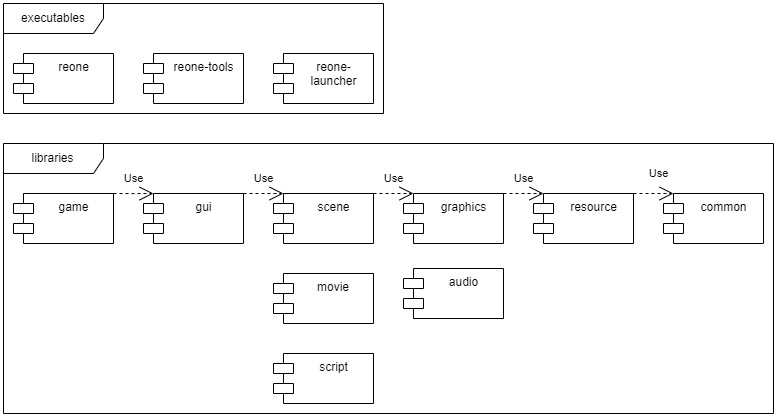 executables
reone
reone-tools
reone-
launcher
libraries
Use
Use
Use
Use
Use
game
gui
scene
graphics
resource
common
movie
audio
script